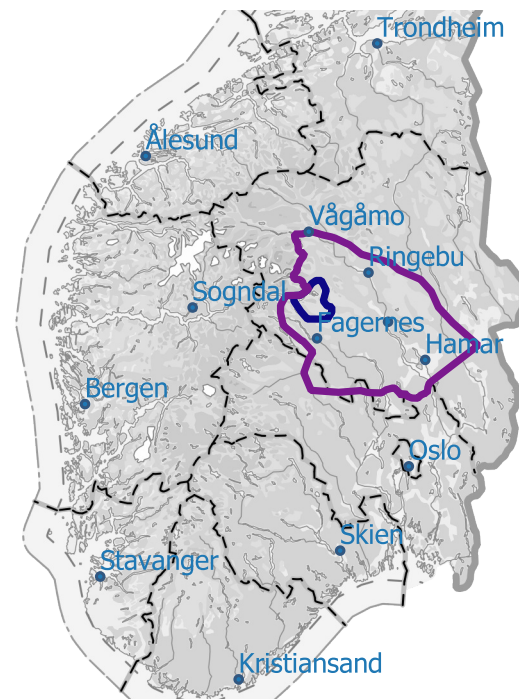 Trondheim
Ålesund
Vågåmo
Ringebu
Sogndal
Fagernes
Hamar
Bergen
Oslo
Skien
Stavanger
Kristiansand